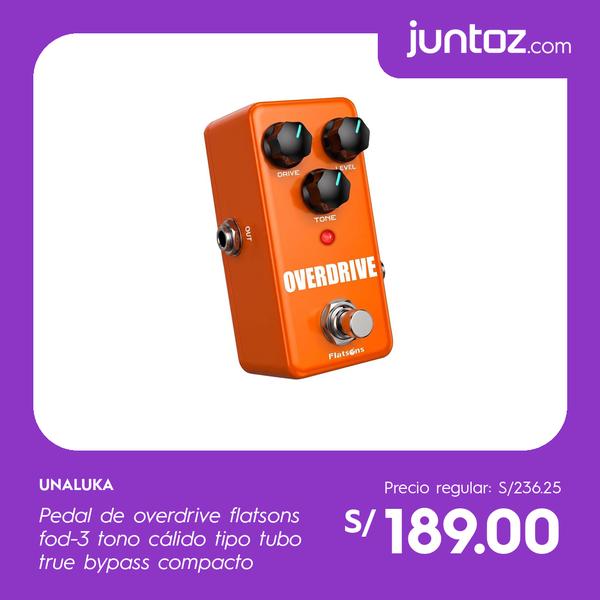 juntoz.com
DRIVE
LEVEL
TONE
OUT
OVERDRIVE
Flatsons
UNALUKA
Pedal de overdrive flatsons
fod-3 tono cálido tipo tubo
true bypass compacto
Precio regular: S/236.25
S/189.00